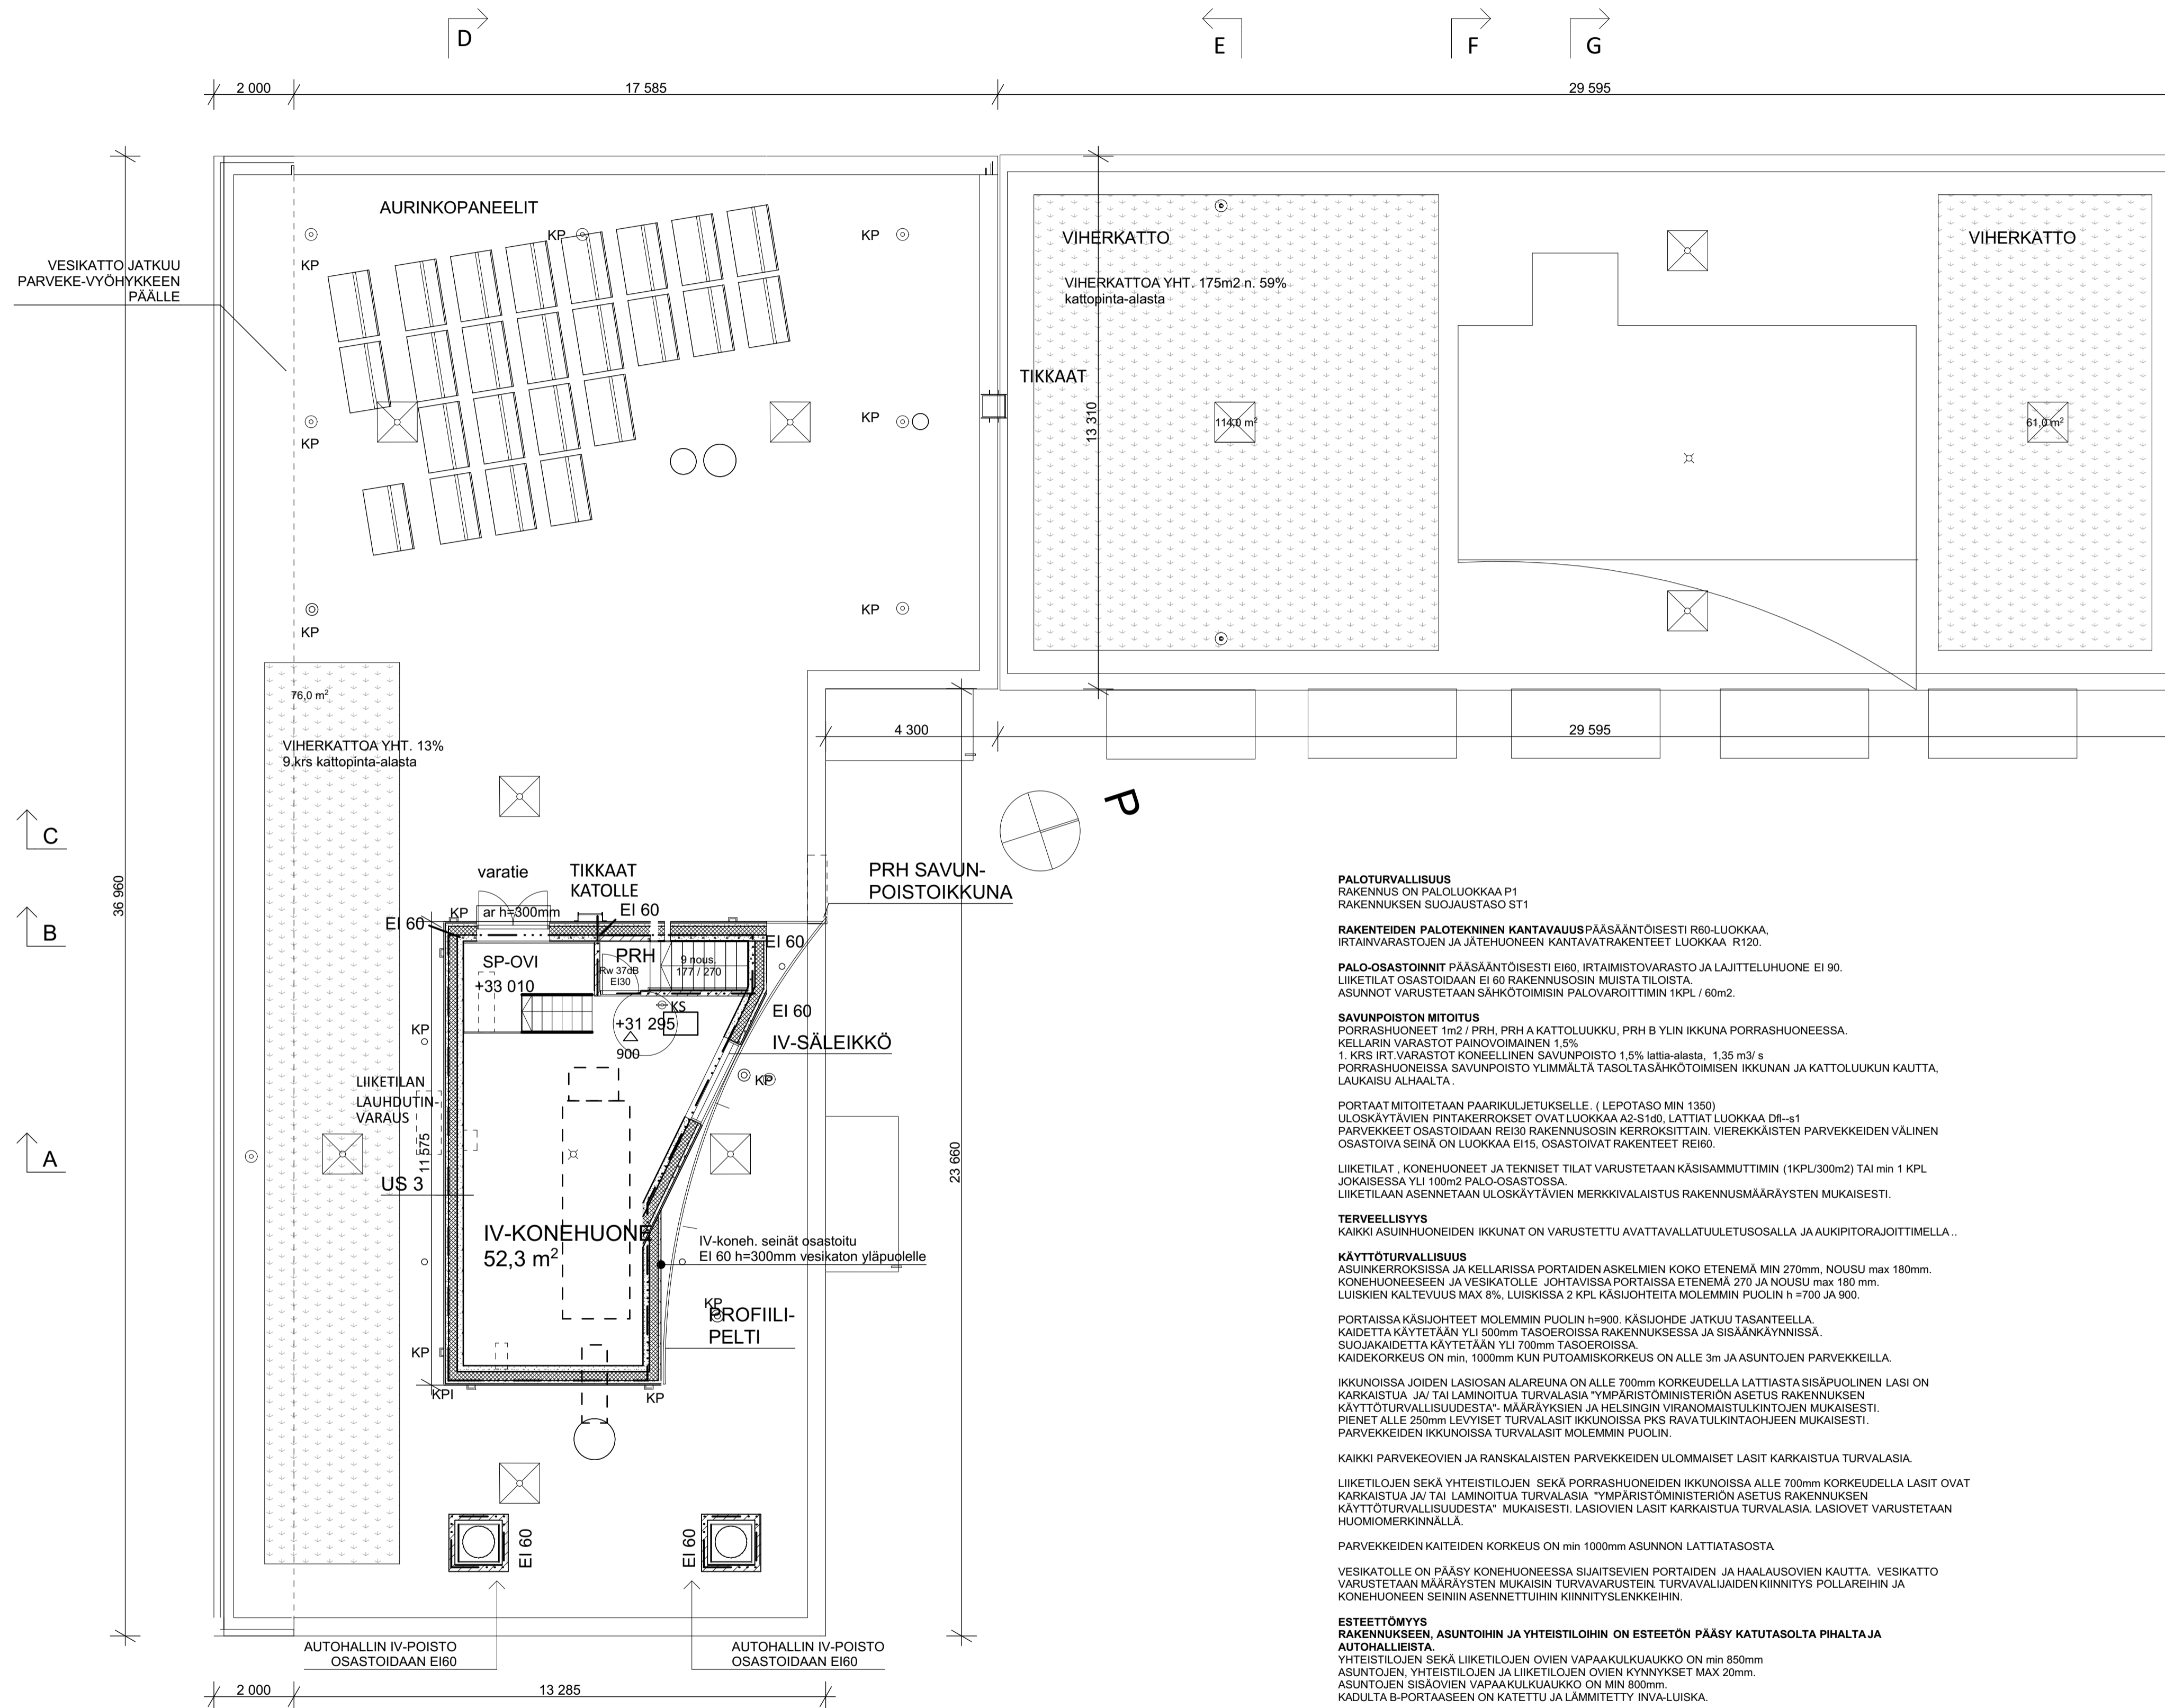 D
E
F
G
2 000
17 585
29 595
AURINKOPANEELIT
VESIKATTO JATKUU
PARVEKE-VYÖHYKKEEN
PÄÄLLE
KP
KP
KP
KP
KP
KP
KP
VIHERKATTO
VIHERKATTOA YHT. 175m2 n. 59%
kattopinta-alasta
VIHERKATTO
TIKKAAT
13 310
114,0 m²
61,0 m²
76,0 m²
VIHERKATTOA YHT. 13%
9.krs kattopinta-alasta
4 300
29 595
P
C
B
A
36 960
23 660
11 575
varatie
TIKKAAT
KATOLLE
PRH SAVUN-
POISTOIKKUNA
KP
ar h=300mm
EI 60
EI 60
EI 60
EI 60
SP-OVI
+33 010
PRH
Rw 37dB
EI30
9 nous.
177 / 270
KS
+31 295
900
IV-SÄLEIKKÖ
KP
KP
LIIKETILAN
LAUHDUTIN-
VARAUS
US 3
IV-KONEHUONE
52,3 m²
IV-koneh. seinät osastoitu
EI 60 h=300mm vesikaton yläpuolelle
KP
PROFIILI-
PELTI
KP
KPI
KP
EI 60
EI 60
AUTOHALLIN IV-POISTO
OSASTOIDAAN EI60
AUTOHALLIN IV-POISTO
OSASTOIDAAN EI60
2 000
13 285
PALOTURVALLISUUS
RAKENNUS ON PALOLUOKKAA P1
RAKENNUKSEN SUOJAUSTASO ST1
RAKENTEIDEN PALOTEKNINEN KANTAVAUUS PÄÄSÄÄNTÖISESTI R60-LUOKKAA,
IRTAINVARASTOJEN JA JÄTEHUONEEN KANTAVATRAKENTEET LUOKKAA R120.
PALO-OSASTOINNIT PÄÄSÄÄNTÖISESTI EI60, IRTAIMISTOVARASTO JA LAJITTELUHUONE EI 90.
LIIKETILAT OSASTOIDAAN EI 60 RAKENNUSOSIN MUISTA TILOISTA.
ASUNNOT VARUSTETAAN SÄHKÖTOIMISIN PALOVAROITTIMIN 1KPL / 60m2.
SAVUNPOISTON MITOITUS
PORRASHUONEET 1m2 / PRH, PRH A KATTOLUUKKU, PRH B YLIN IKKUNA PORRASHUONEESSA.
KELLARIN VARASTOT PAINOVOIMAINEN 1,5%
1. KRS IRT.VARASTOT KONEELLINEN SAVUNPOISTO 1,5% lattia-alasta, 1,35 m3/ s
PORRASHUONEISSA SAVUNPOISTO YLIMMÄLTÄ TASOLTA SÄHKÖTOIMISEN IKKUNAN JA KATTOLUUKUN KAUTTA,
LAUKAISU ALHAALTA .
PORTAAT MITOITETAAN PAARIKULJETUKSELLE. ( LEPOTASO MIN 1350)
ULOSKÄYTÄVIEN PINTAKERROKSET OVAT LUOKKAA A2-S1d0, LATTIAT LUOKKAA Dfl--s1
PARVEKKEET OSASTOIDAAN REI30 RAKENNUSOSIN KERROKSITTAIN. VIEREKKÄISTEN PARVEKKEIDEN VÄLINEN
OSASTOIVA SEINÄ ON LUOKKAA EI15, OSASTOIVAT RAKENTEET REI60.
LIIKETILAT , KONEHUONEET JA TEKNISET TILAT VARUSTETAAN KÄSISAMMUTTIMIN (1KPL/300m2) TAI min 1 KPL
JOKAISESSA YLI 100m2 PALO-OSASTOSSA.
LIIKETILAAN ASENNETAAN ULOSKÄYTÄVIEN MERKKIVALAISTUS RAKENNUSMÄÄRÄYSTEN MUKAISESTI.
TERVEELLISYYS
KAIKKI ASUINHUONEIDEN IKKUNAT ON VARUSTETTU AVATTAVALLATUULETUSOSALLA JA AUKIPITORAJOITTIMELLA ..
KÄYTTÖTURVALLISUUS
ASUINKERROKSISSA JA KELLARISSA PORTAIDEN ASKELMIEN KOKO ETENEMÄ MIN 270mm, NOUSU max 180mm.
KONEHUONEESEEN JA VESIKATOLLE JOHTAVISSA PORTAISSA ETENEMÄ 270 JA NOUSU max 180 mm.
LUISKIEN KALTEVUUS MAX 8%, LUISKISSA 2 KPL KÄSIJOHTEITA MOLEMMIN PUOLIN h =700 JA 900.
PORTAISSA KÄSIJOHTEET MOLEMMIN PUOLIN h=900. KÄSIJOHDE JATKUU TASANTEELLA.
KAIDETTA KÄYTETÄÄN YLI 500mm TASOEROISSA RAKENNUKSESSA JA SISÄÄNKÄYNNISSÄ.
SUOJAKAIDETTA KÄYTETÄÄN YLI 700mm TASOEROISSA.
KAIDEKORKEUS ON min, 1000mm KUN PUTOAMISKORKEUS ON ALLE 3m JA ASUNTOJEN PARVEKKEILLA.
IKKUNOISSA JOIDEN LASIOSAN ALAREUNA ON ALLE 700mm KORKEUDELLA LATTIASTA SISÄPUOLINEN LASI ON
KARKAISTUA JA/ TAI LAMINOITUA TURVALASIA "YMPÄRISTÖMINISTERIÖN ASETUS RAKENNUKSEN
KÄYTTÖTURVALLISUUDESTA"- MÄÄRÄYKSIEN JA HELSINGIN VIRANOMAISTULKINTOJEN MUKAISESTI.
PIENET ALLE 250mm LEVYISET TURVALASIT IKKUNOISSA PKS RAVATULKINTAOHJEEN MUKAISESTI.
PARVEKKEIDEN IKKUNOISSA TURVALASIT MOLEMMIN PUOLIN.
KAIKKI PARVEKEOVIEN JA RANSKALAISTEN PARVEKKEIDEN ULOMMAISET LASIT KARKAISTUA TURVALASIA.
LIIKETILOJEN SEKÄ YHTEISTILOJEN SEKÄ PORRASHUONEIDEN IKKUNOISSA ALLE 700mm KORKEUDELLA LASIT OVAT
KARKAISTUA JA/ TAI LAMINOITUA TURVALASIA "YMPÄRISTÖMINISTERIÖN ASETUS RAKENNUKSEN
KÄYTTÖTURVALLISUUDESTA" MUKAISESTI. LASIOVIEN LASIT KARKAISTUA TURVALASIA. LASIOVET VARUSTETAAN
HUOMIOMERKINNÄLLÄ.
PARVEKKEIDEN KAITEIDEN KORKEUS ON min 1000mm ASUNNON LATTIATASOSTA.
VESIKATOLLE ON PÄÄSY KONEHUONEESSA SIJAITSEVIEN PORTAIDEN JA HAALAUSOVIEN KAUTTA. VESIKATTO
VARUSTETAAN MÄÄRÄYSTEN MUKAISIN TURVAVARUSTEIN. TURVAVALIJAIDEN KIINNITYS POLLAREIHIN JA
KONEHUONEEN SEINIIN ASENNETTUIHIN KIINNITYSLENKKEIHIN.
ESTEETTÖMYYS
RAKENNUKSEEN, ASUNTOIHIN JA YHTEISTILOIHIN ON ESTEETÖN PÄÄSY KATUTASOLTA PIHALTA JA
AUTOHALLIEISTA.
YHTEISTILOJEN SEKÄ LIIKETILOJEN OVIEN VAPAAKULKUAUKKO ON min 850mm
ASUNTOJEN, YHTEISTILOJEN JA LIIKETILOJEN OVIEN KYNNYKSET MAX 20mm.
ASUNTOJEN SISÄOVIEN VAPAAKULKUAUKKO ON MIN 800mm.
KADULTA B-PORTAASEEN ON KATETTU JA LÄMMITETTY INVA-LUISKA.